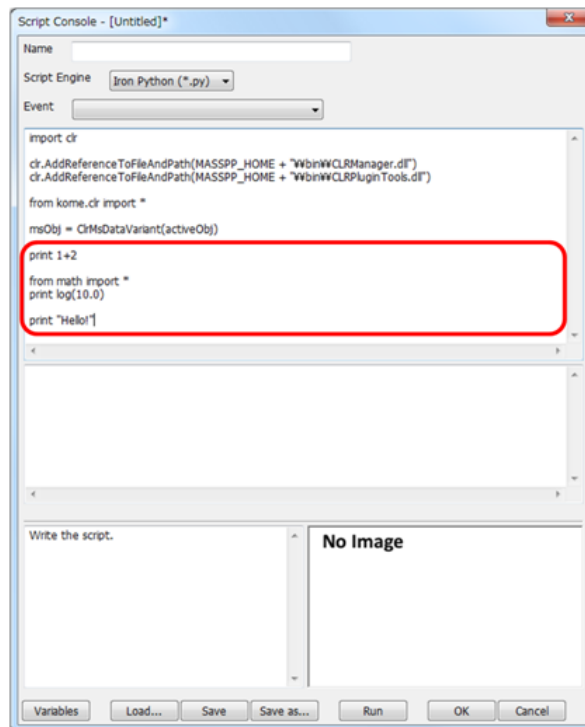 Script Console - [Untitled]*
Name
Script Engine Iron Python (*.py)
Event
import clr
clr.AddReferenceToFileAndPath(MASSPP_HOME + "¥¥bin¥¥CLRManager.dll")
clr.AddReferenceToFileAndPath(MASSPP_HOME + "¥¥bin¥¥CLRPluginTools.dll")
from kome.clr import *
msObj = ClrMsDataVariant(activeObj)
print 1+2
from math import *
print log(10.0)
print "Hello!"
Write the script.
No Image
Variables Load... Save Save as... Run OK Cancel